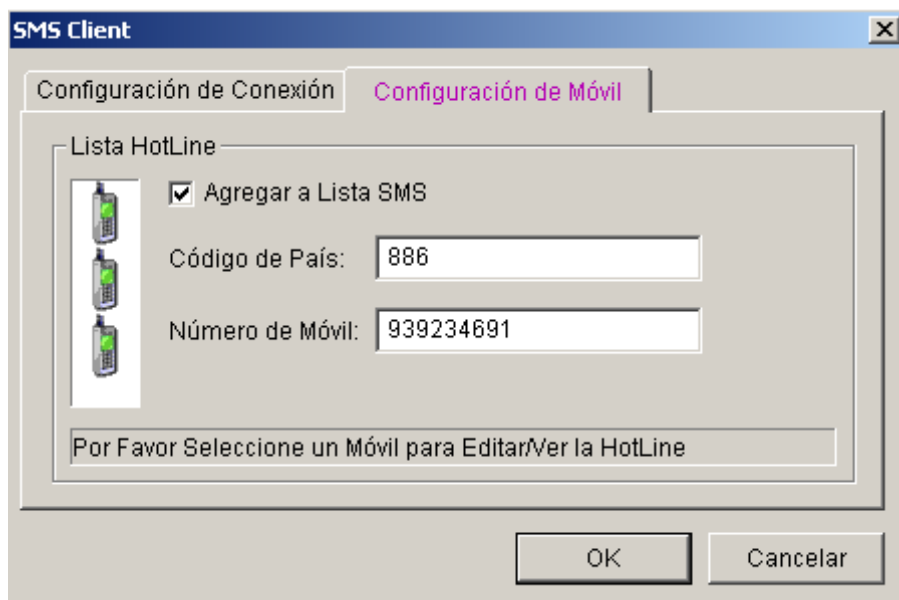 SMS Client
Configuración de Conexión
Configuración de Móvil
Lista HotLine
Agregar a Lista SMS
Código de País:
886
Número de Móvil:
939234691
Por Favor Seleccione un Móvil para Editar/Ver la HotLine
OK
Cancelar